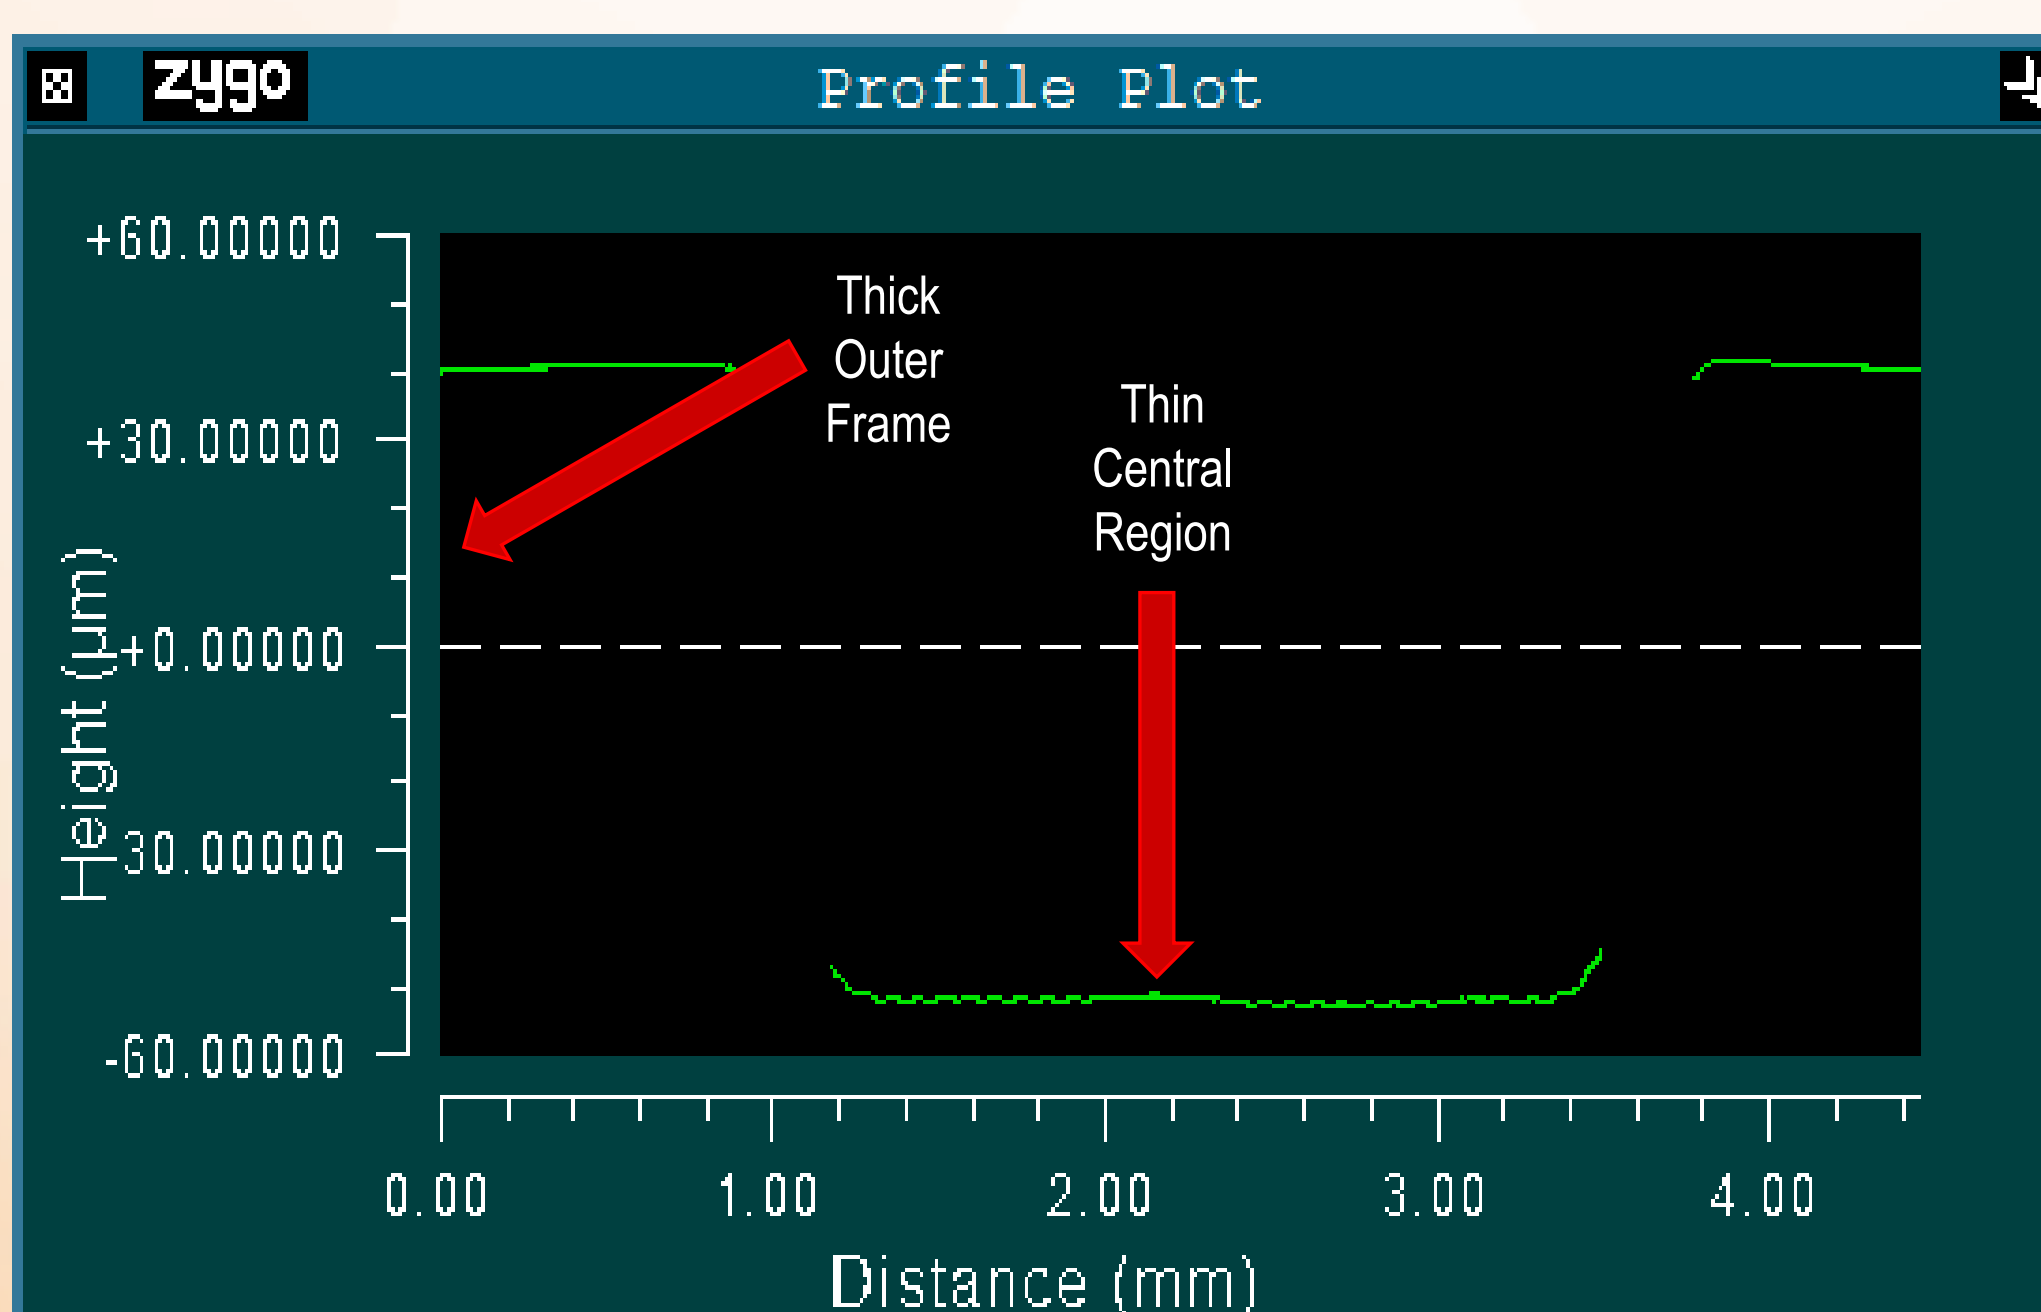 zygo
Profile Plot
+60.00000
+30.00000
+0.00000
30.00000
-60.00000
Height (µm)
Thick
Outer
Frame
Thin
Central
Region
0.00 1.00 2.00 3.00 4.00
Distance (mm)